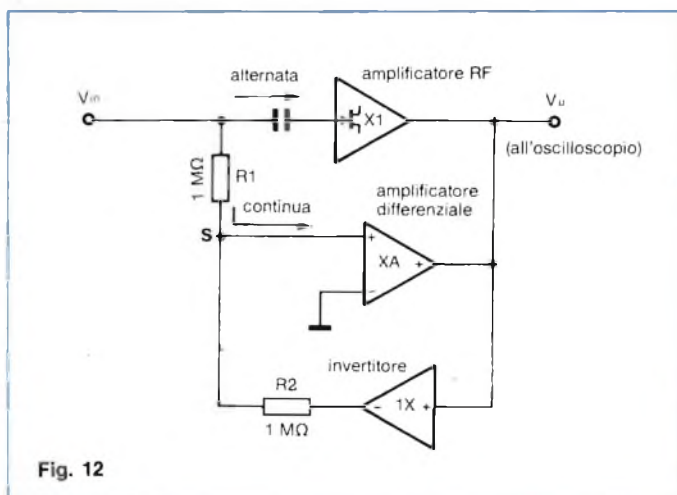 alternata
amplificatore RF
Vin
Vu
X1
(all'oscilloscopio)
1 MΩ
R1
continua
amplificatore
differenziale
S
+
XA
+
−
invertitore
R2
−
1X
+
1 MΩ
Fig. 12